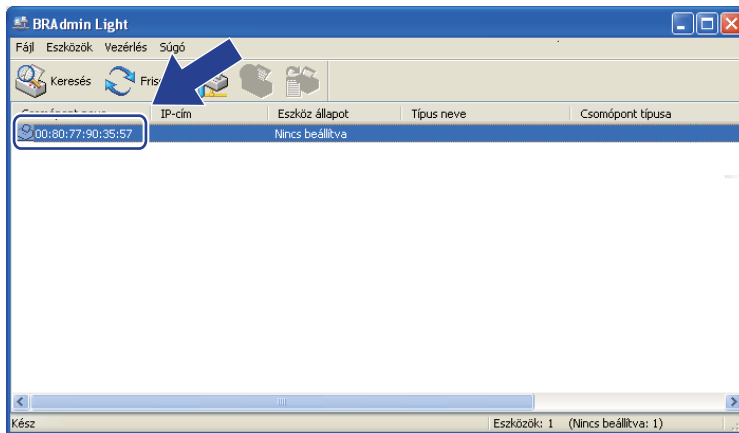 BRAdmin Light
Fájl Eszközök Vezérlés Súgó
Keresés
IP-cím Eszköz állapot Típus neve Csomópont típusa
00:80:77:90:35:57 Nincs beállítva
Kész Eszközök: 1 (Nincs beállítva: 1)